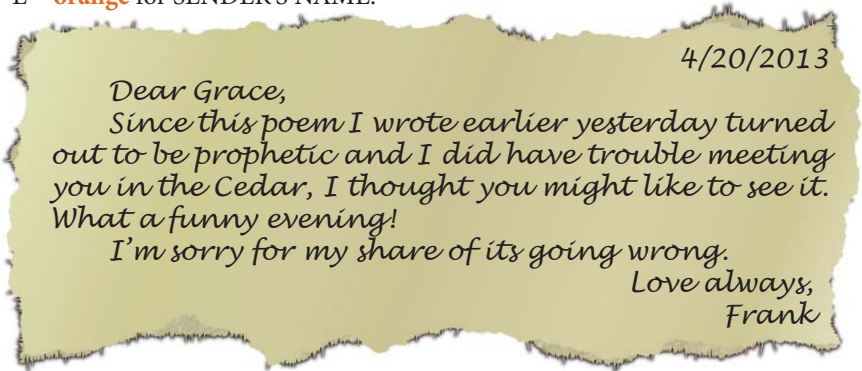 E – orange for SENDER'S NAME.
4/20/2013
Dear Grace,
Since this poem I wrote earlier yesterday turned
out to be prophetic and I did have trouble meeting
you in the Cedar, I thought you might like to see it.
What a funny evening!
I'm sorry for my share of its going wrong.
Love always,
Frank